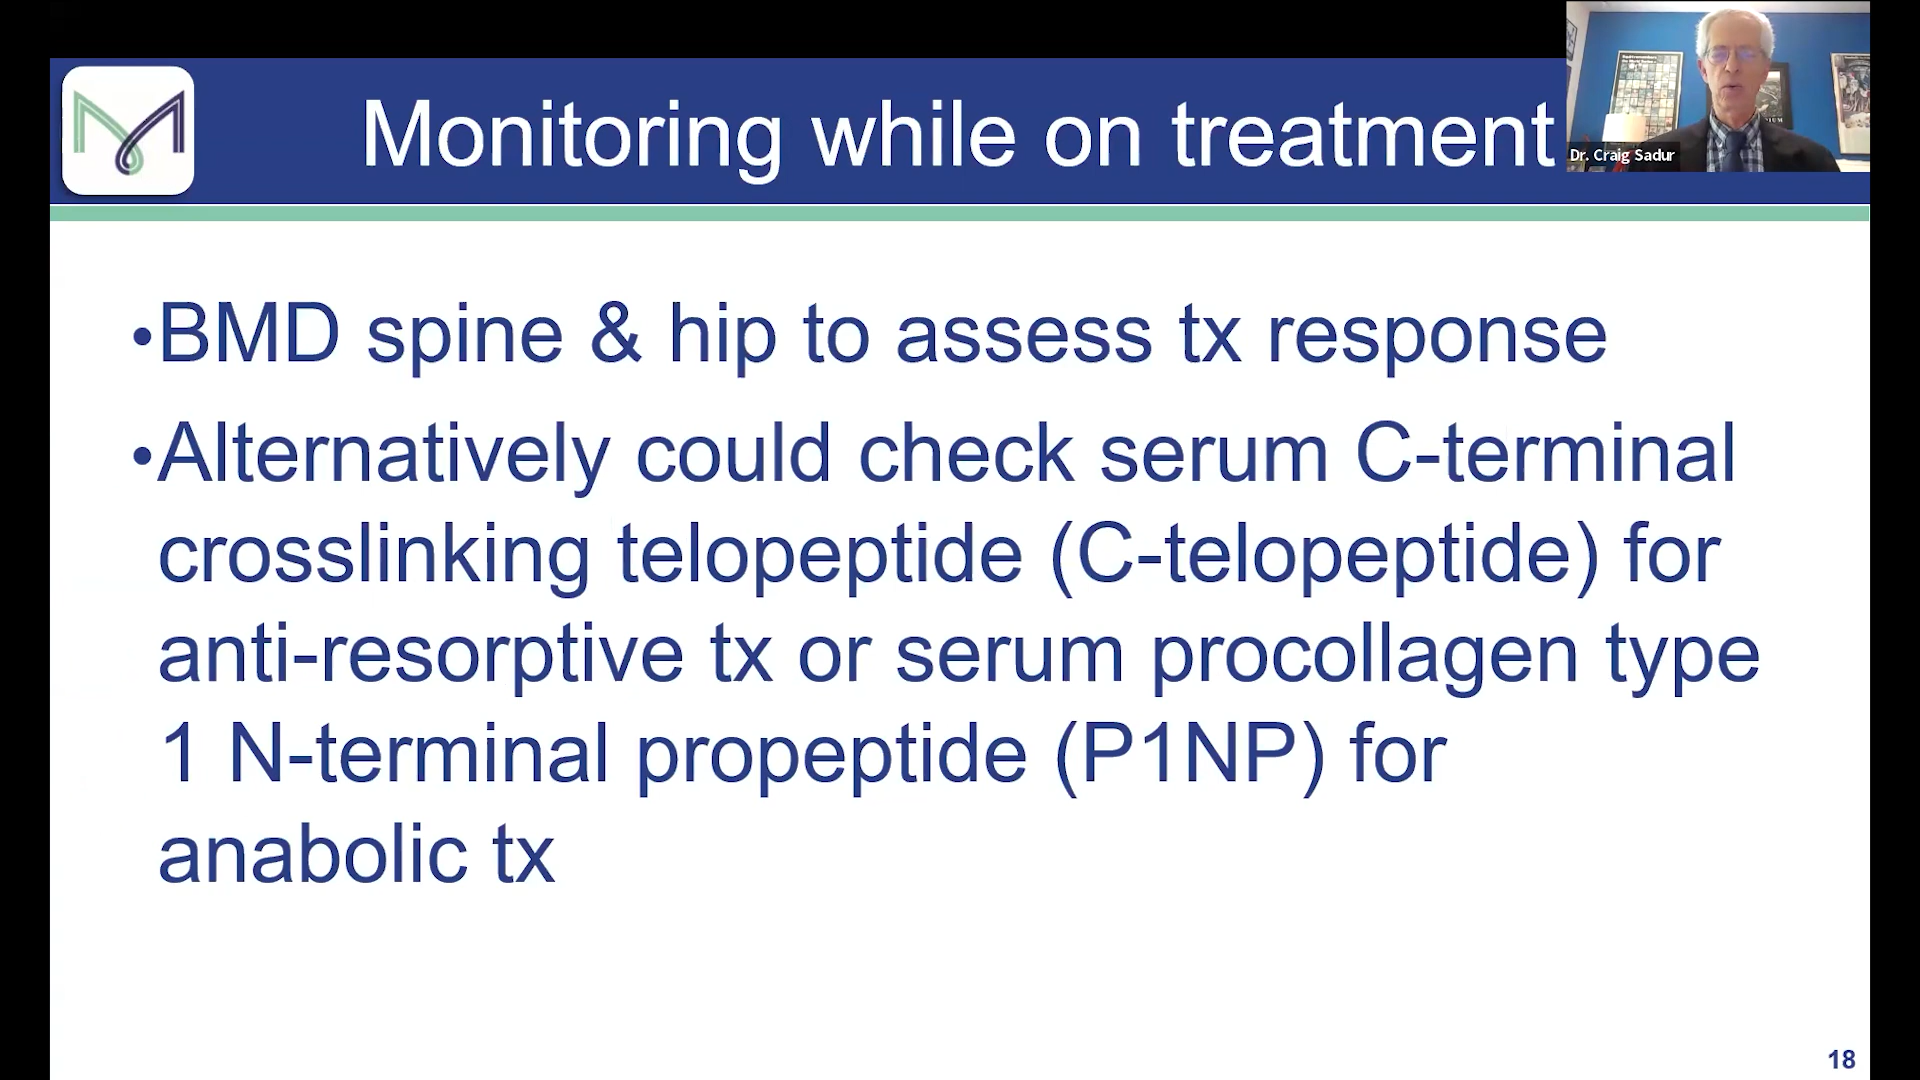 Monitoring while on treatment
Dr. Craig Sadur
•BMD spine & hip to assess tx response
•Alternatively could check serum C-terminal
crosslinking telopeptide (C-telopeptide) for
anti-resorptive tx or serum procollagen type
1 N-terminal propeptide (P1NP) for
anabolic tx
18